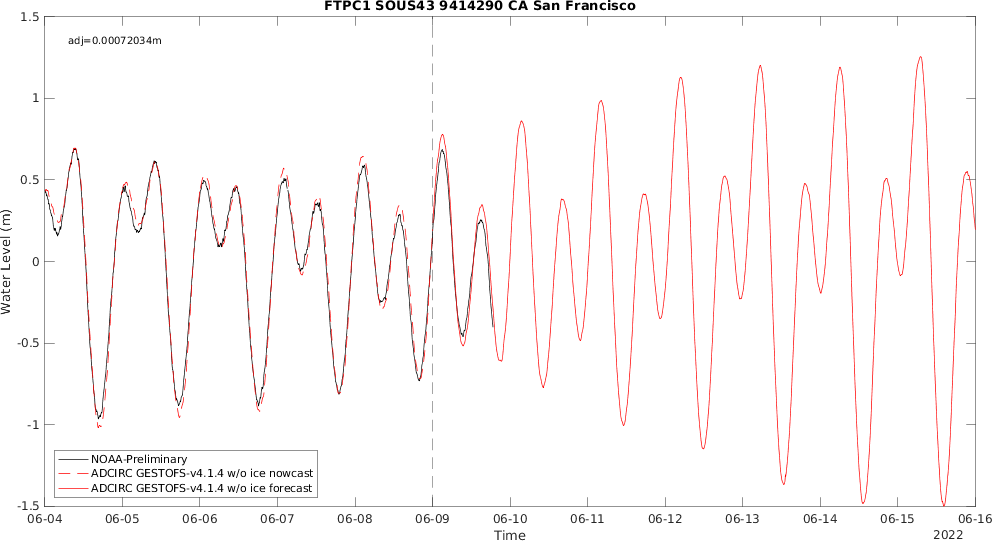 FTPC1 SOUS43 9414290 CA San Francisco
adj=0.00072034m
1.5
1
0.5
0
-0.5
-1
-1.5
Water Level (m)
NOAA-Preliminary
ADCIRC GESTOFS-v4.1.4 w/o ice nowcast
ADCIRC GESTOFS-v4.1.4 w/o ice forecast
06-04 06-05 06-06 06-07 06-08 06-09 06-10 06-11 06-12 06-13 06-14 06-15 06-16
Time
2022